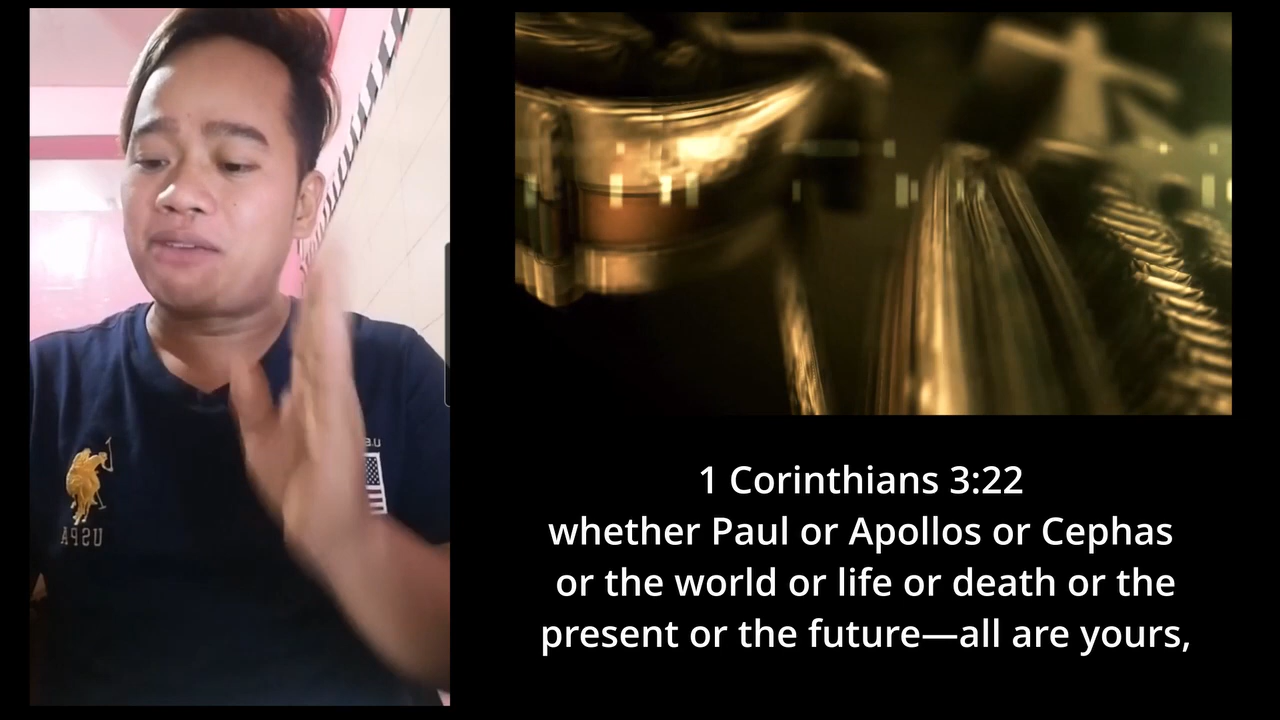 USPA
a.u
1 Corinthians 3:22
whether Paul or Apollos or Cephas
or the world or life or death or the
present or the future—all are yours,